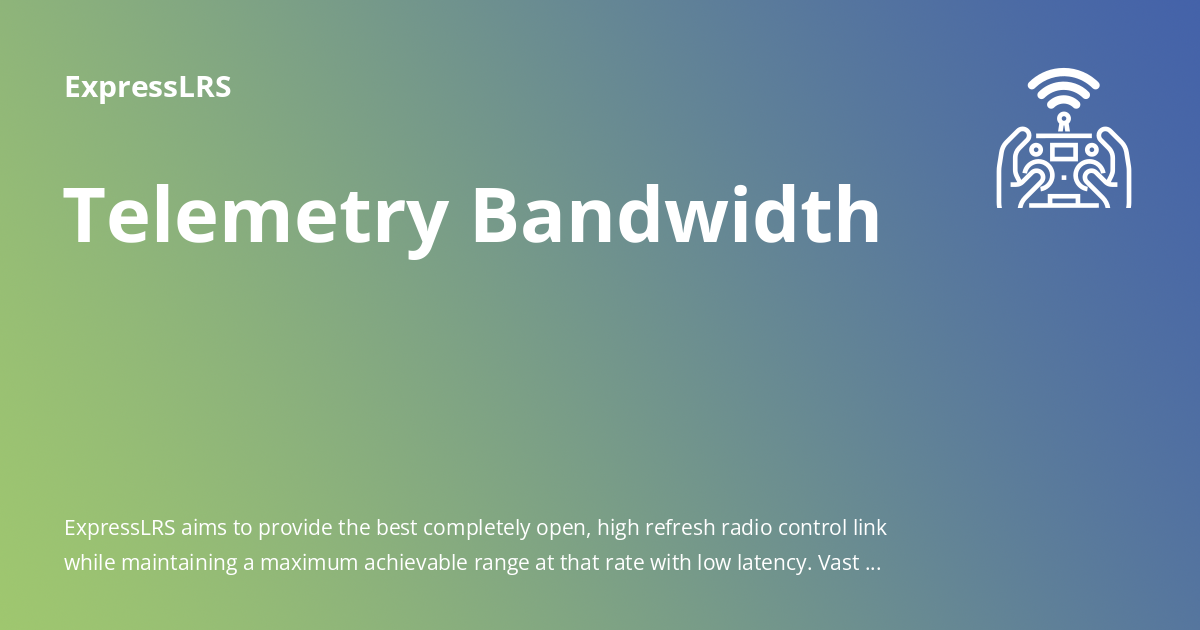 ExpressLRS
Telemetry Bandwidth
ExpressLRS aims to provide the best completely open, high refresh radio control link
while maintaining a maximum achievable range at that rate with low latency. Vast ...